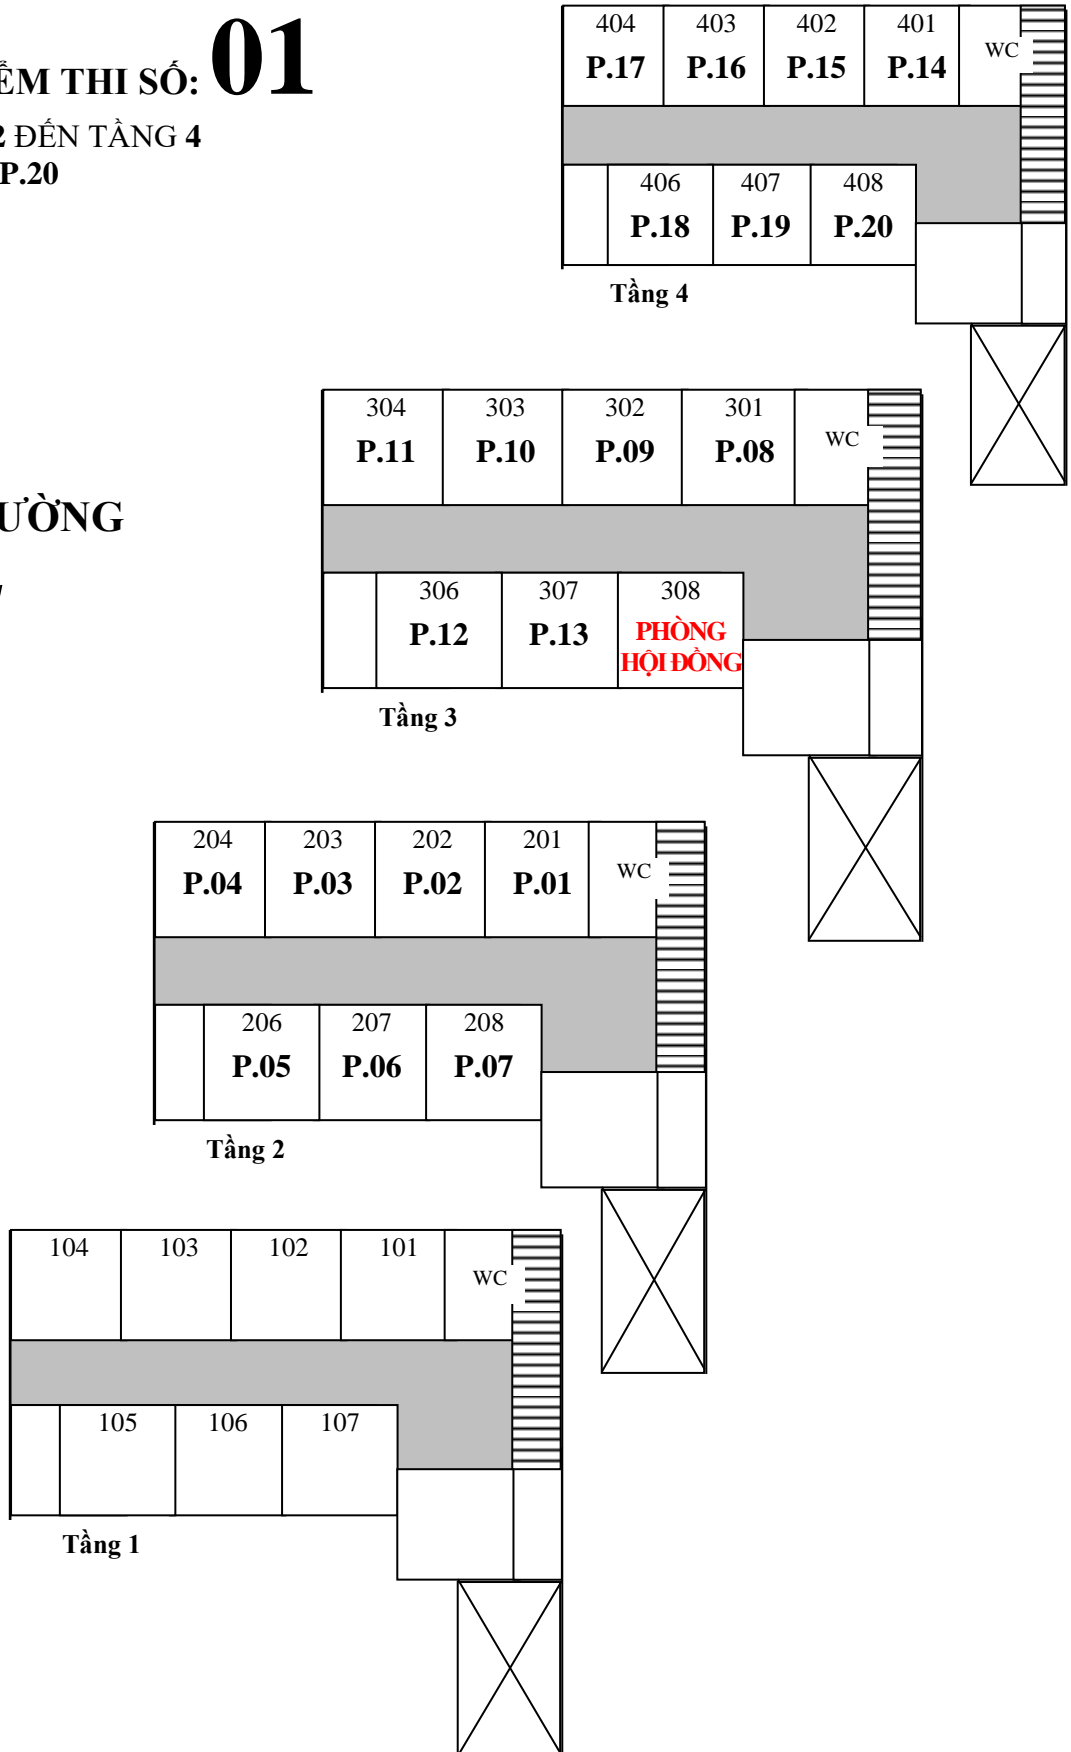 ỂM THI SỐ: 01
2 ĐẾN TẦNG 4
P.20
404 403 402 401 WC
P.17 P.16 P.15 P.14
406 407 408
P.18 P.19 P.20
Tầng 4
304 303 302 301 WC
P.11 P.10 P.09 P.08
ƯỜNG
306 307 308
P.12 P.13 PHÒNG
HỘI ĐỒNG
Tầng 3
204 203 202 201 WC
P.04 P.03 P.02 P.01
206 207 208
P.05 P.06 P.07
Tầng 2
104 103 102 101 WC
105 106 107
Tầng 1